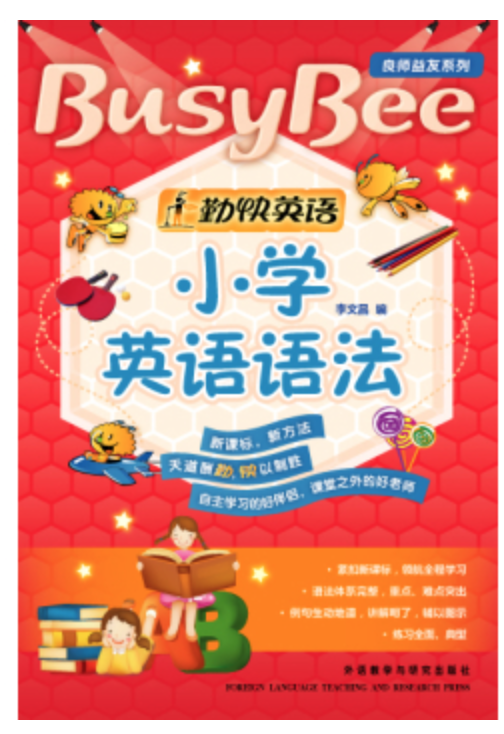 良师益友系列
BusyBee
勤快英语
小学
李文昌 编
英语语法
新课标、新方法
天道酬勤,快以制胜
自主学习的好伴侣,课堂之外的好老师
· 紧扣新课标,领航全程学习
· 语法体系完整,重点、难点突出
· 例句生动地道,讲解明了,辅以图示
· 练习全面、典型
AB
外语教学与研究出版社
FOREIGN LANGUAGE TEACHING AND RESEARCH PRESS